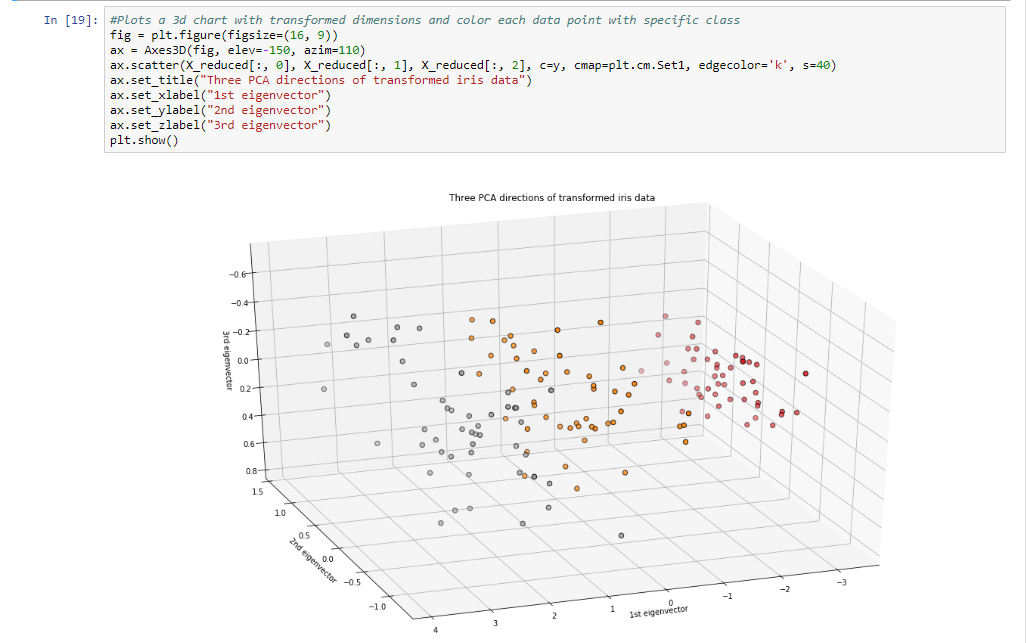 In [19]: #Plots a 3d chart with transformed dimensions and color each data point with specific class
fig = plt.figure(figsize=(16, 9))
ax = Axes3D(fig, elev=-150, azim=110)
ax.scatter(X_reduced[:, 0], X_reduced[:, 1], X_reduced[:, 2], c=y, cmap=plt.cm.Set1, edgecolor='k', s=40)
ax.set_title("Three PCA directions of transformed iris data")
ax.set_xlabel("1st eigenvector")
ax.set_ylabel("2nd eigenvector")
ax.set_zlabel("3rd eigenvector")
plt.show()
Three PCA directions of transformed iris data
−0.6
−0.4
−0.2
0.0
0.2
0.4
0.6
0.8
3rd eigenvector
1.5
1.0
0.5
0.0
−0.5
−1.0
2nd eigenvector
4
3
2
1
0
−1
−2
−3
1st eigenvector